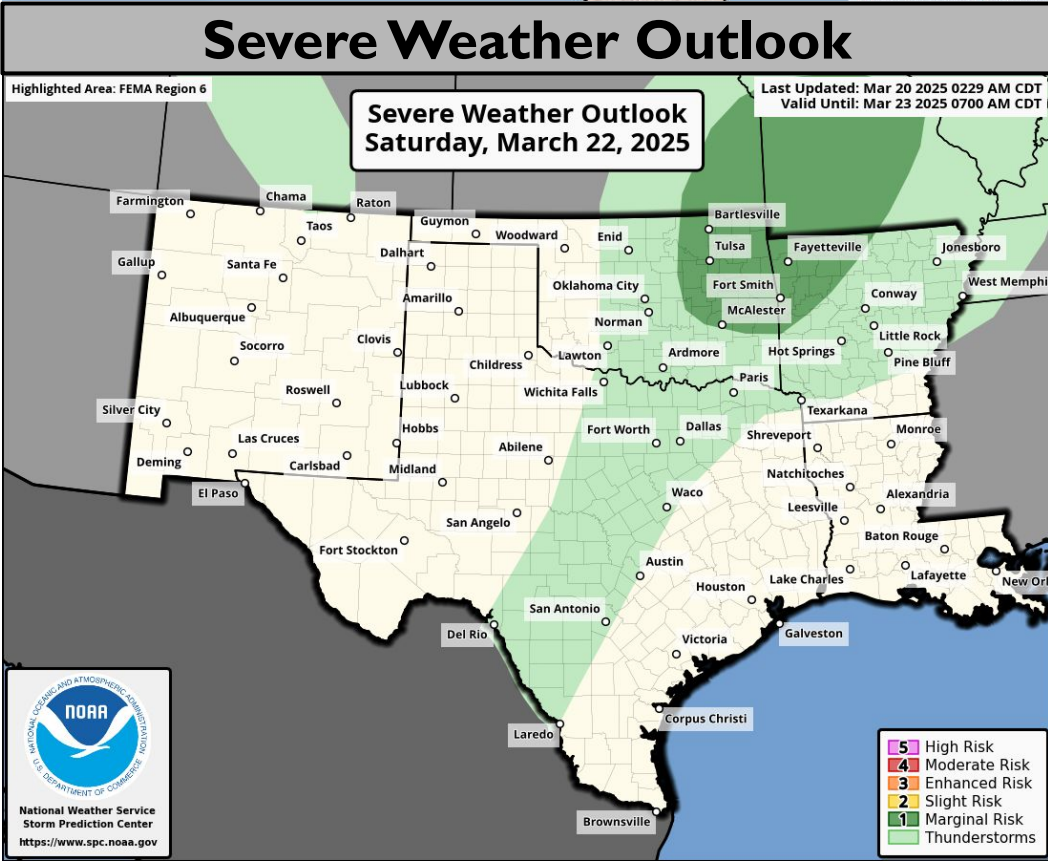 Severe Weather Outlook
Highlighted Area: FEMA Region 6
Last Updated: Mar 20 2025 0229 AM CDT
Valid Until: Mar 23 2025 0700 AM CDT
Severe Weather Outlook
Saturday, March 22, 2025
Farmington
Chama
Raton
Taos
Guymon
Woodward
Enid
Bartlesville
Tulsa
Fayetteville
Jonesboro
Gallup
Santa Fe
Dalhart
Amarillo
Oklahoma City
Fort Smith
Conway
West Memphi
Albuquerque
Norman
McAlester
Little Rock
Socorro
Clovis
Childress
Lawton
Ardmore
Hot Springs
Pine Bluff
Roswell
Lubbock
Wichita Falls
Paris
Texarkana
Silver City
Las Cruces
Hobbs
Abilene
Fort Worth
Dallas
Shreveport
Monroe
Deming
Carlsbad
Midland
Natchitoches
El Paso
San Angelo
Waco
Leesville
Alexandria
Fort Stockton
Austin
Baton Rouge
Houston
Lake Charles
Lafayette
New Orl
Del Rio
San Antonio
Victoria
Galveston
Laredo
Corpus Christi
Brownsville
NATIONAL OCEANIC AND ATMOSPHERIC ADMINISTRATION
NOAA
U.S. DEPARTMENT OF COMMERCE
National Weather Service
Storm Prediction Center
https://www.spc.noaa.gov
5 High Risk
4 Moderate Risk
3 Enhanced Risk
2 Slight Risk
1 Marginal Risk
Thunderstorms